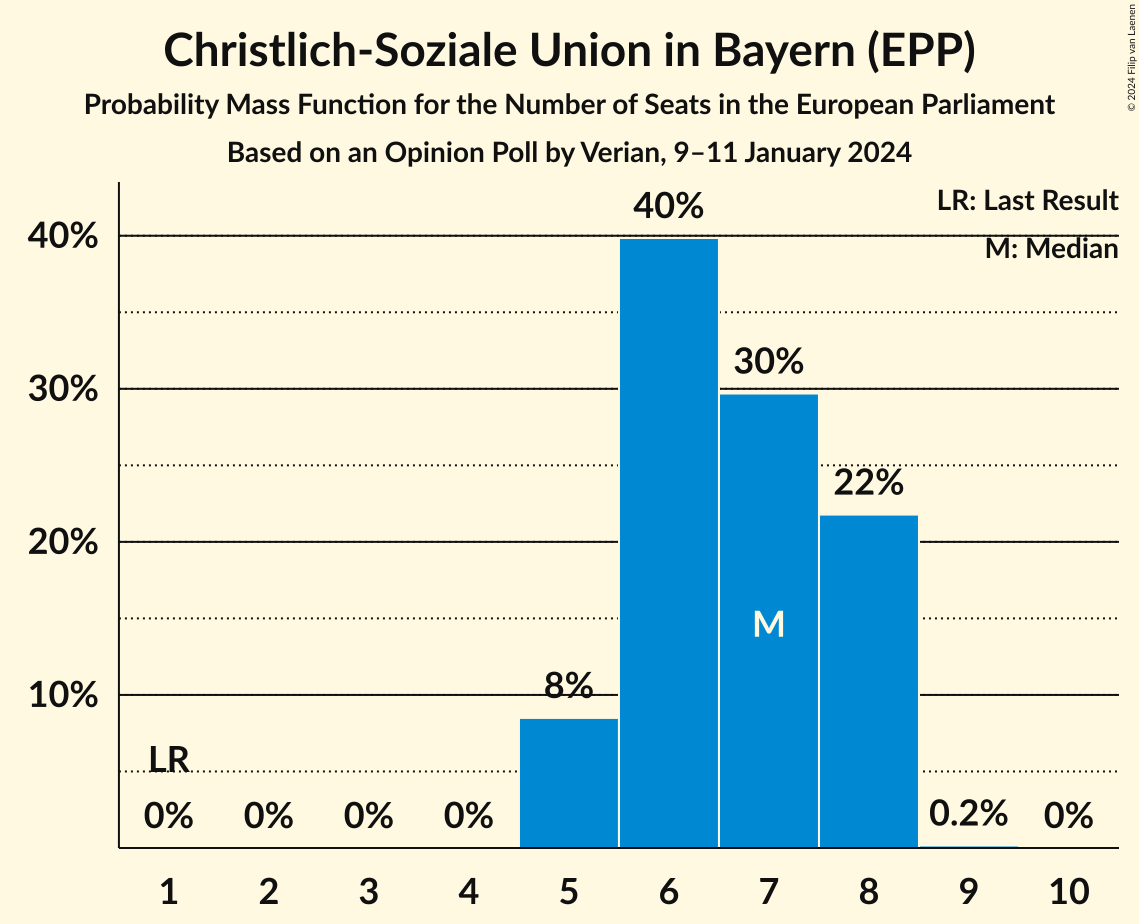 Christlich-Soziale Union in Bayern (EPP)
Probability Mass Function for the Number of Seats in the European Parliament
Based on an Opinion Poll by Verian, 9–11 January 2024
© 2024 Filip van Laenen
LR: Last Result
M: Median
40%
30%
20%
10%
LR
0%
0%
0%
0%
8%
40%
30%
M
22%
0.2%
0%
1 2 3 4 5 6 7 8 9 10